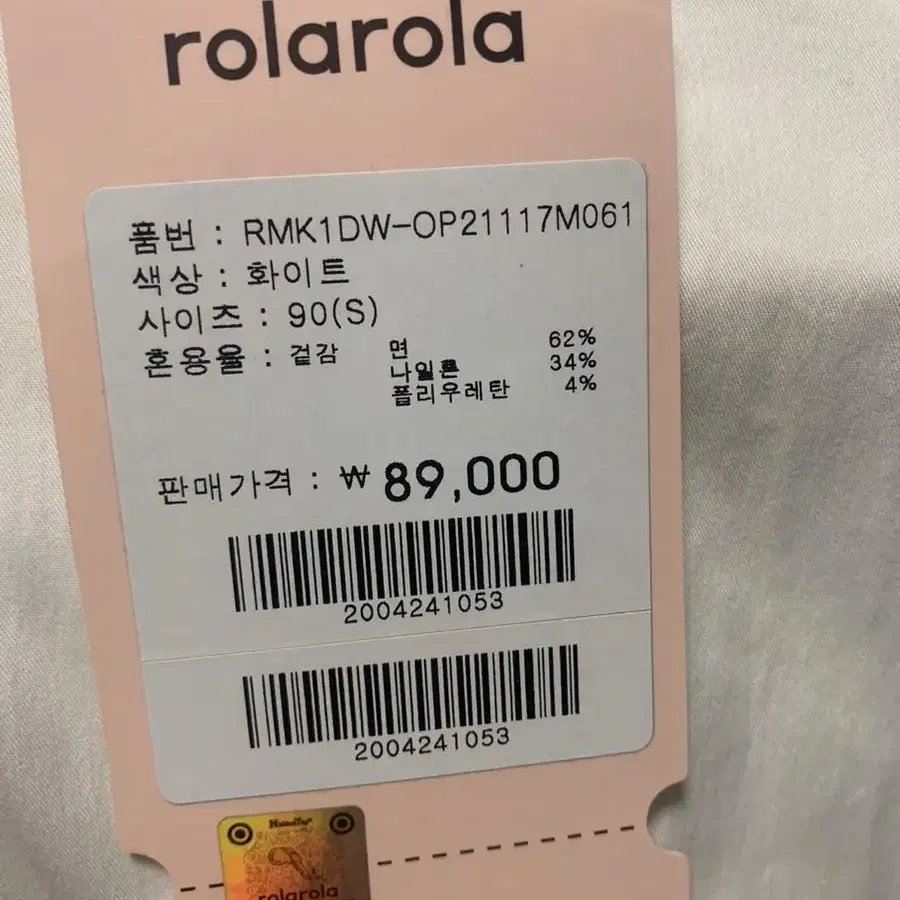 rolarola
품번 : RMK1DW-OP21117M061
색상 : 화이트
사이즈 : 90(S)
혼용율 : 겉감 면 62%
나일론 34%
폴리우레탄 4%
판매가격 : ₩ 89,000
2004241053
2004241053
rolarola